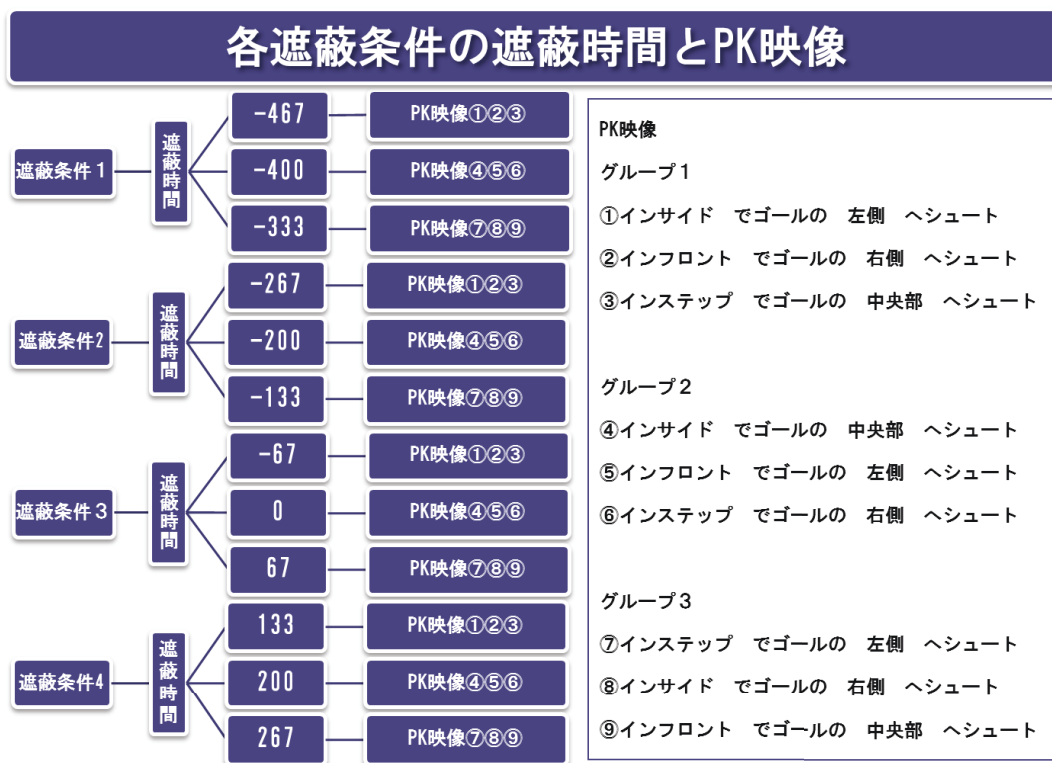 各遮蔽条件の遮蔽時間とPK映像
遮蔽条件１
遮蔽時間
-467
PK映像①②③
-400
PK映像④⑤⑥
-333
PK映像⑦⑧⑨
遮蔽条件2
遮蔽時間
-267
PK映像①②③
-200
PK映像④⑤⑥
-133
PK映像⑦⑧⑨
遮蔽条件３
遮蔽時間
-67
PK映像①②③
0
PK映像④⑤⑥
67
PK映像⑦⑧⑨
遮蔽条件4
遮蔽時間
133
PK映像①②③
200
PK映像④⑤⑥
267
PK映像⑦⑧⑨
PK映像
グループ１
①インサイド　でゴールの　左側　へシュート
②インフロント　でゴールの　右側　へシュート
③インステップ　でゴールの　中央部　へシュート
グループ２
④インサイド　でゴールの　中央部　へシュート
⑤インフロント　でゴールの　左側　へシュート
⑥インステップ　でゴールの　右側　へシュート
グループ３
⑦インステップ　でゴールの　左側　へシュート
⑧インサイド　でゴールの　右側　へシュート
⑨インフロント　でゴールの　中央部　へシュート